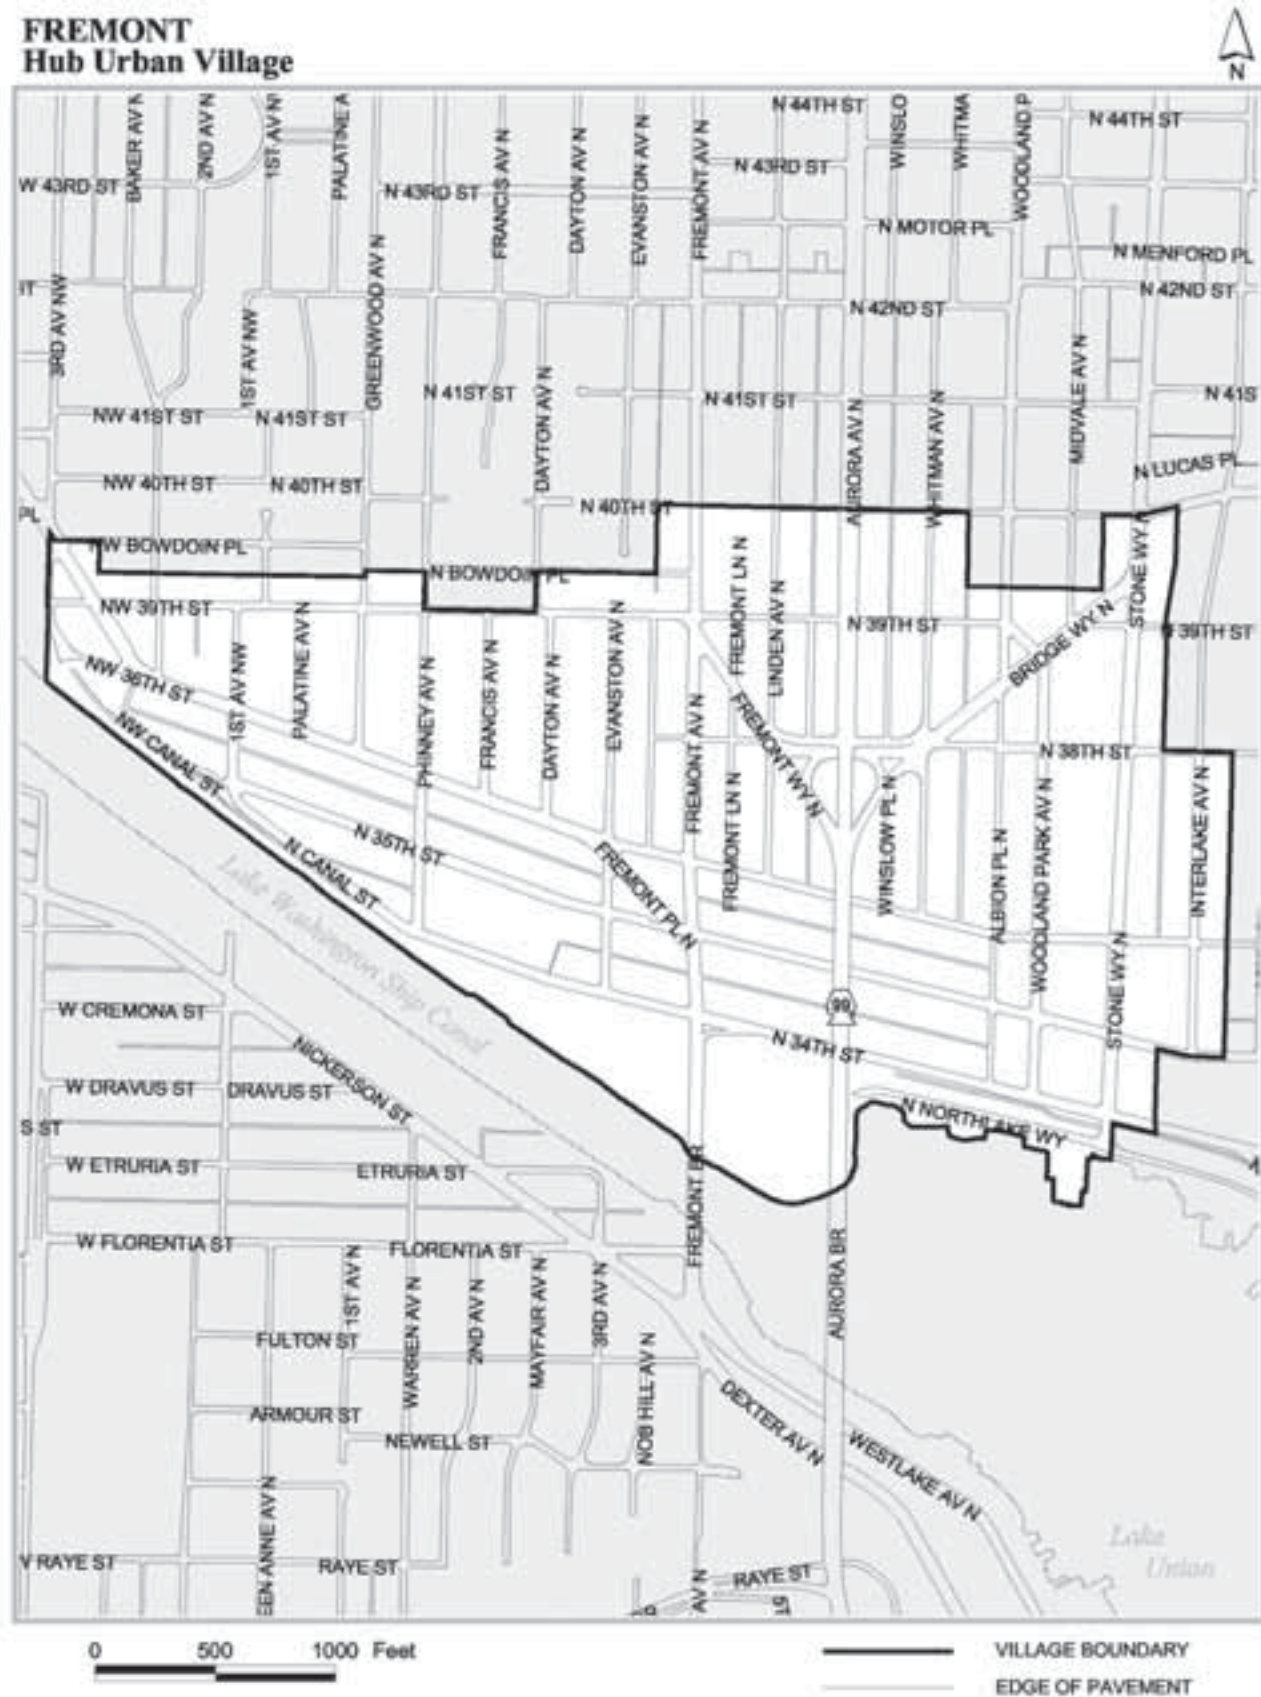 FREMONT
Hub Urban Village
N
N 44TH ST
N 44TH ST
BAKER AV N
2ND AV N
1ST AV N
PALATINE A
FRANCIS AV N
DAYTON AV N
EVANSTON AV N
FREMONT AV N
WINSLO
WHITMA
WOODLAND P
W 43RD ST
N 43RD ST
N 43RD ST
N MOTOR PL
N MENFORD PL
3RD AV NW
1ST AV NW
GREENWOOD AV N
N 42ND ST
N 42ND ST
NW 41ST ST
N 41ST ST
N 41ST ST
N 41ST ST
N 41S
DAYTON AV N
AURORA AV N
WHITMAN AV N
MIDVALE AV N
N LUCAS PL
NW 40TH ST
N 40TH ST
N 40TH ST
PL
NW BOWDOIN PL
N BOWDOIN PL
STONE WY N
NW 39TH ST
N 39TH ST
N 39TH ST
FREMONT LN N
LINDEN AV N
BRIDGE WY N
NW 36TH ST
1ST AV NW
PALATINE AV N
PHINNEY AV N
FRANCIS AV N
DAYTON AV N
EVANSTON AV N
FREMONT AV N
FREMONT WY N
N 38TH ST
NW CANAL ST
N CANAL ST
N 35TH ST
FREMONT PL N
FREMONT LN N
WINSLOW PL N
ALBION PL N
WOODLAND PARK AV N
STONE WY N
INTERLAKE AV N
Lake Washington Ship Canal
99
N 34TH ST
N NORTHLAKE WY
W CREMONA ST
NICKERSON ST
W DRAVUS ST
DRAVUS ST
S ST
W ETRURIA ST
ETRURIA ST
FREMONT BR
AURORA BR
W FLORENTIA ST
FLORENTIA ST
1ST AV N
WARREN AV N
2ND AV N
MAYFAIR AV N
3RD AV N
NOB HILL AV N
FULTON ST
ARMOUR ST
NEWELL ST
DEXTER AV N
WESTLAKE AV N
EEN ANNE AV N
Lake
Union
RAYE ST
RAYE ST
AV N
RAYE ST
ST
0 500 1000 Feet
VILLAGE BOUNDARY
EDGE OF PAVEMENT